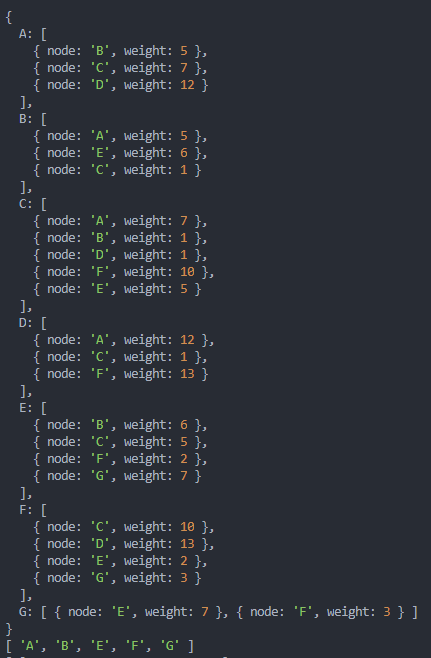 {
  A: [
    { node: 'B', weight: 5 },
    { node: 'C', weight: 7 },
    { node: 'D', weight: 12 }
  ],
  B: [
    { node: 'A', weight: 5 },
    { node: 'E', weight: 6 },
    { node: 'C', weight: 1 }
  ],
  C: [
    { node: 'A', weight: 7 },
    { node: 'B', weight: 1 },
    { node: 'D', weight: 1 },
    { node: 'F', weight: 10 },
    { node: 'E', weight: 5 }
  ],
  D: [
    { node: 'A', weight: 12 },
    { node: 'C', weight: 1 },
    { node: 'F', weight: 13 }
  ],
  E: [
    { node: 'B', weight: 6 },
    { node: 'C', weight: 5 },
    { node: 'F', weight: 2 },
    { node: 'G', weight: 7 }
  ],
  F: [
    { node: 'C', weight: 10 },
    { node: 'D', weight: 13 },
    { node: 'E', weight: 2 },
    { node: 'G', weight: 3 }
  ],
  G: [ { node: 'E', weight: 7 }, { node: 'F', weight: 3 } ]
}
[ 'A', 'B', 'E', 'F', 'G' ]